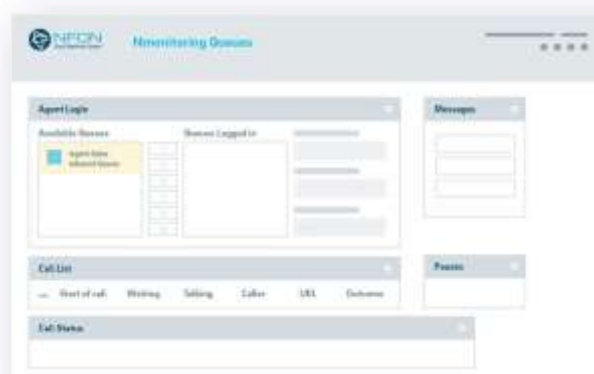 NFON
Nmonitoring Queues
Agent Login
Messages
Available Queues
Queues Logged in
Call List
Pauses
Start of call Waiting Talking Caller URL Outcome
Call Status